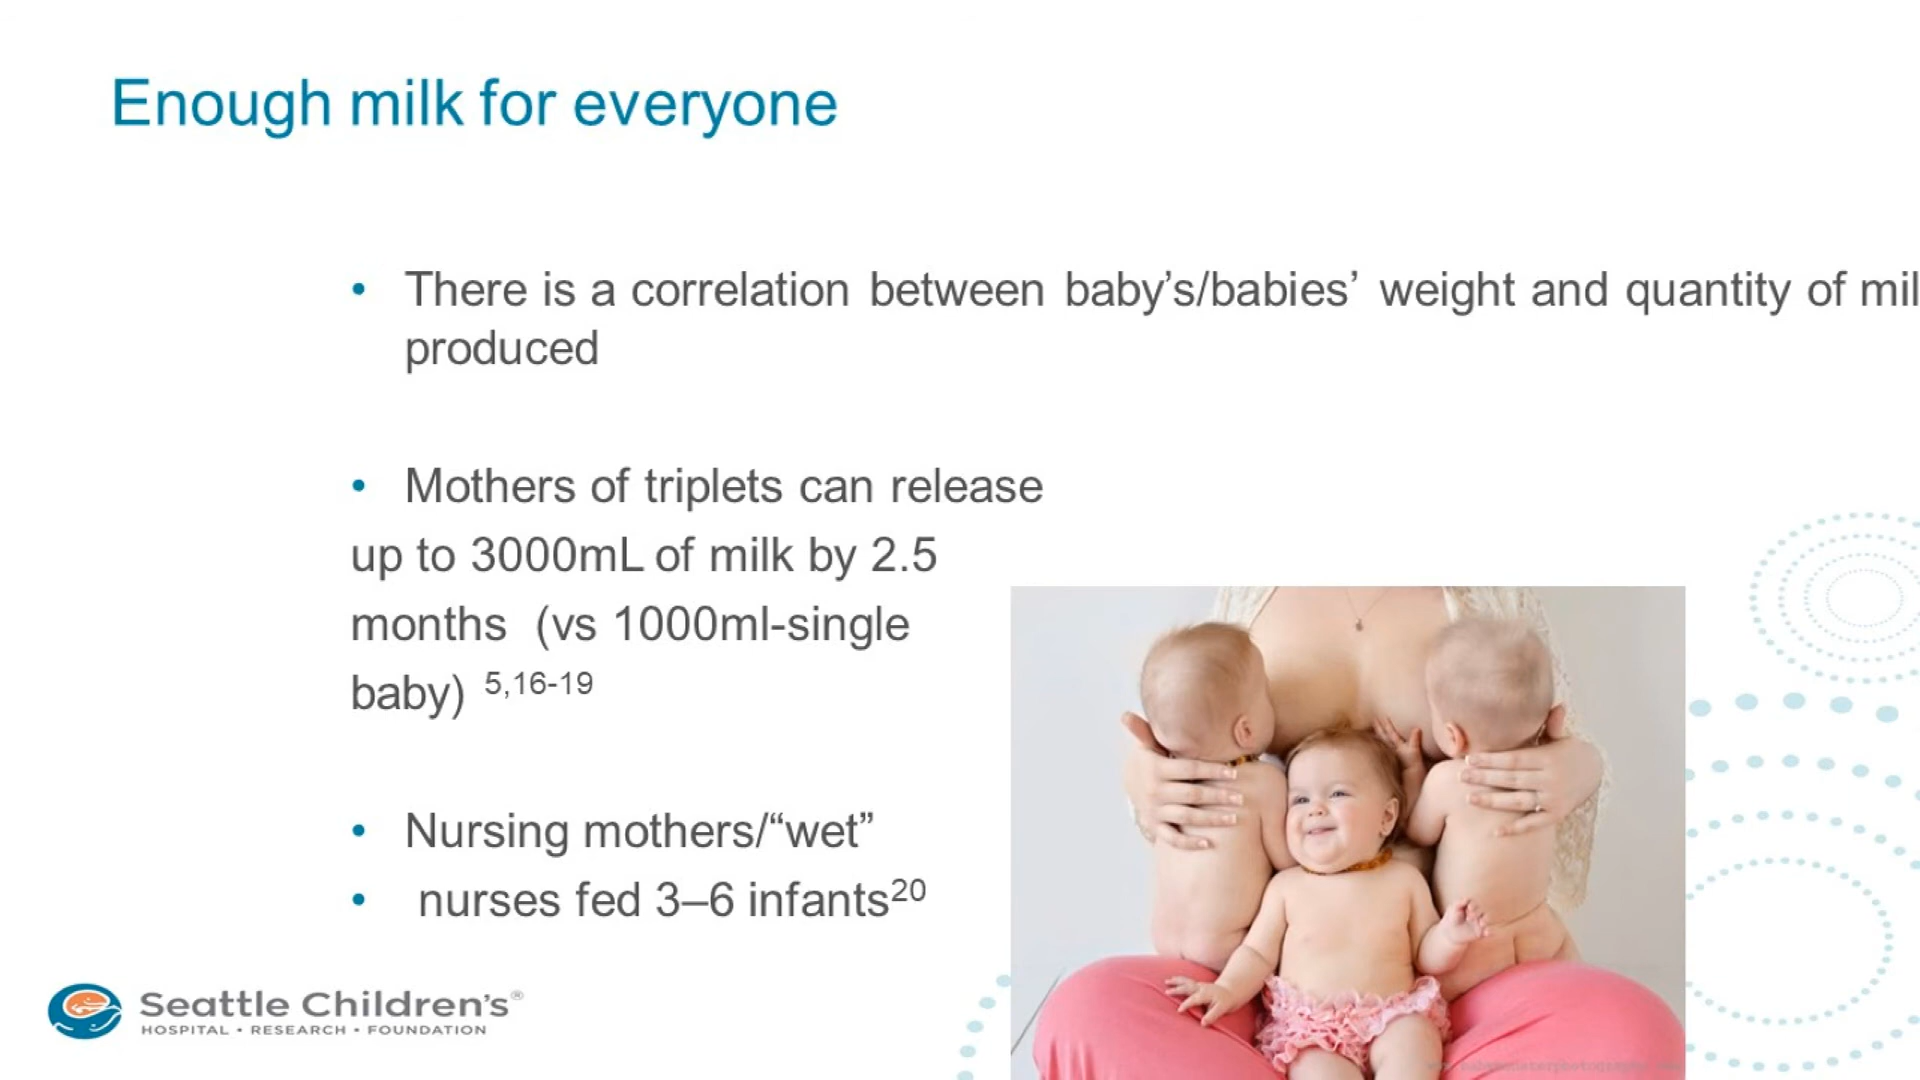 Enough milk for everyone
• There is a correlation between baby’s/babies’ weight and quantity of mil
produced
• Mothers of triplets can release
up to 3000mL of milk by 2.5
months (vs 1000ml-single
baby) 5,16-19
• Nursing mothers/“wet”
• nurses fed 3–6 infants20
Seattle Children’s®
HOSPITAL • RESEARCH • FOUNDATION